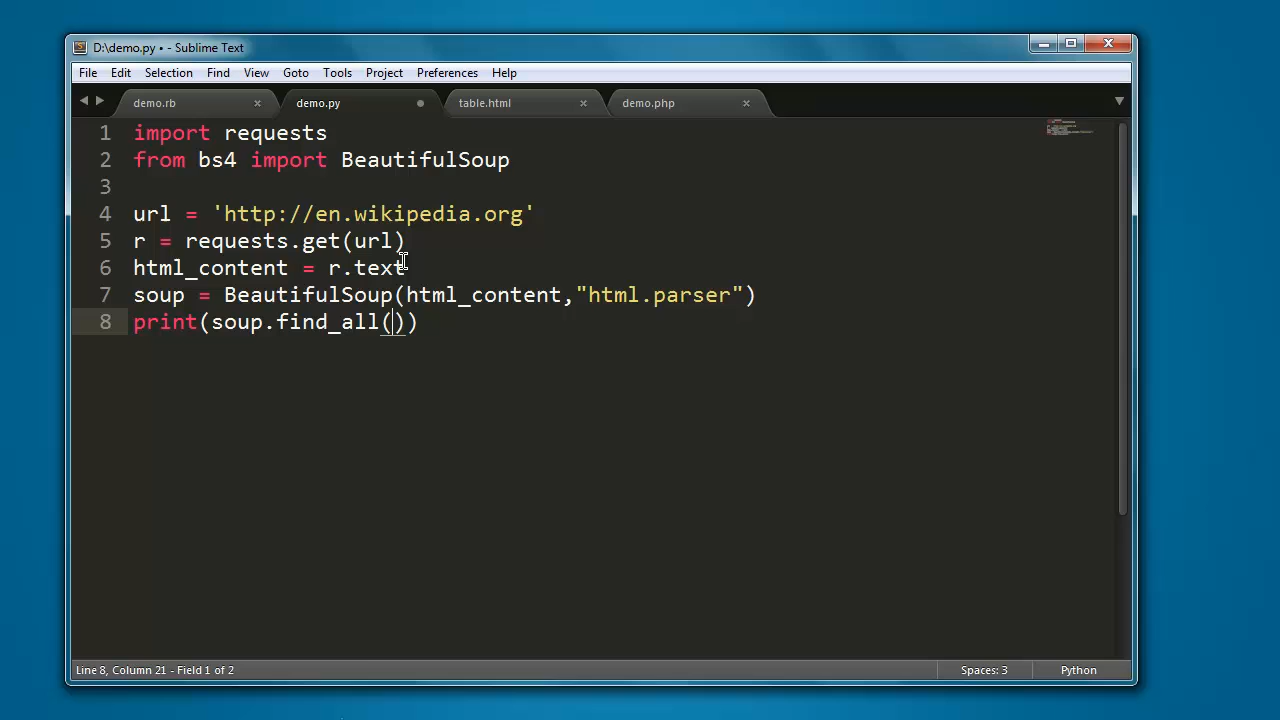 D:\demo.py • - Sublime Text
File Edit Selection Find View Goto Tools Project Preferences Help
demo.rb demo.py table.html demo.php
1 import requests
2 from bs4 import BeautifulSoup
3
4 url = 'http://en.wikipedia.org'
5 r = requests.get(url)
6 html_content = r.text
7 soup = BeautifulSoup(html_content,"html.parser")
8 print(soup.find_all())
Line 8, Column 21 - Field 1 of 2 Spaces: 3 Python